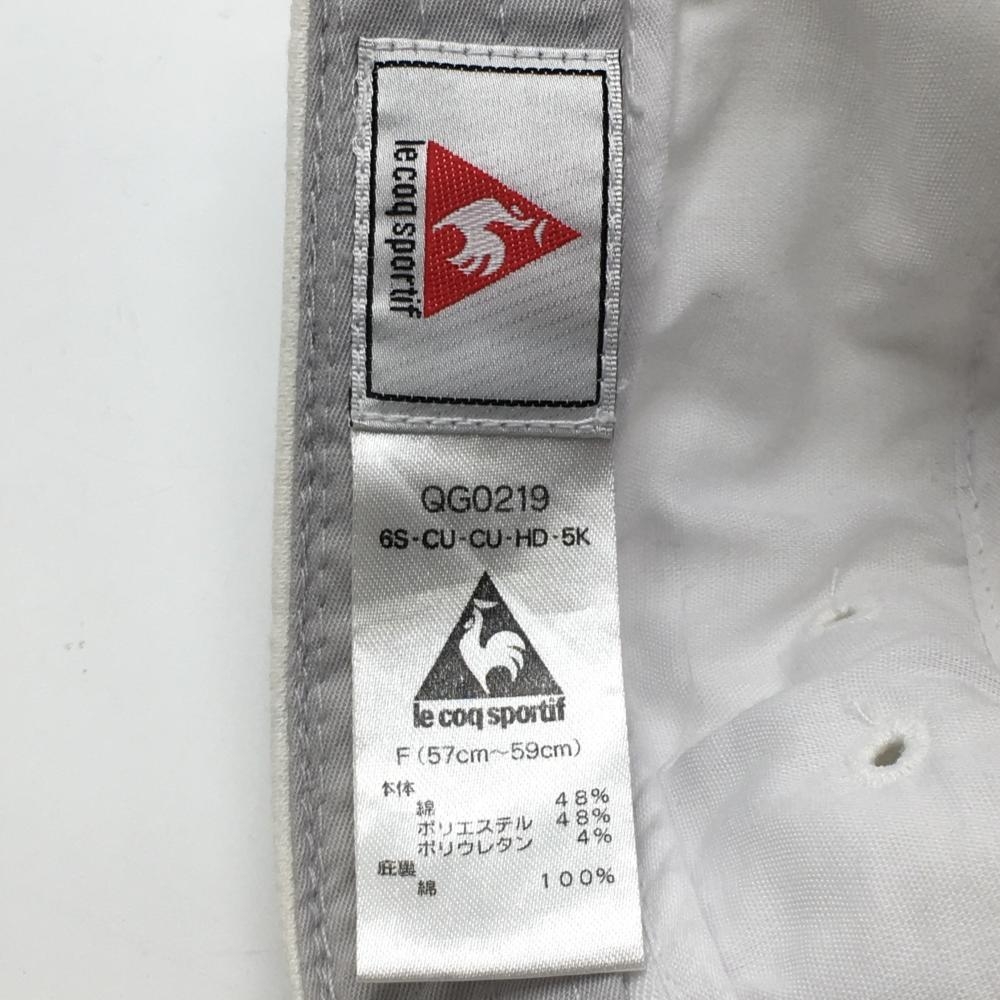 le coq sportif
QG0219
6S-CU-CU-HD-5K
le coq sportif
F (57cm～59cm)
本体
綿 48%
ポリエステル 48%
ポリウレタン 4%
庇裏
綿 100%